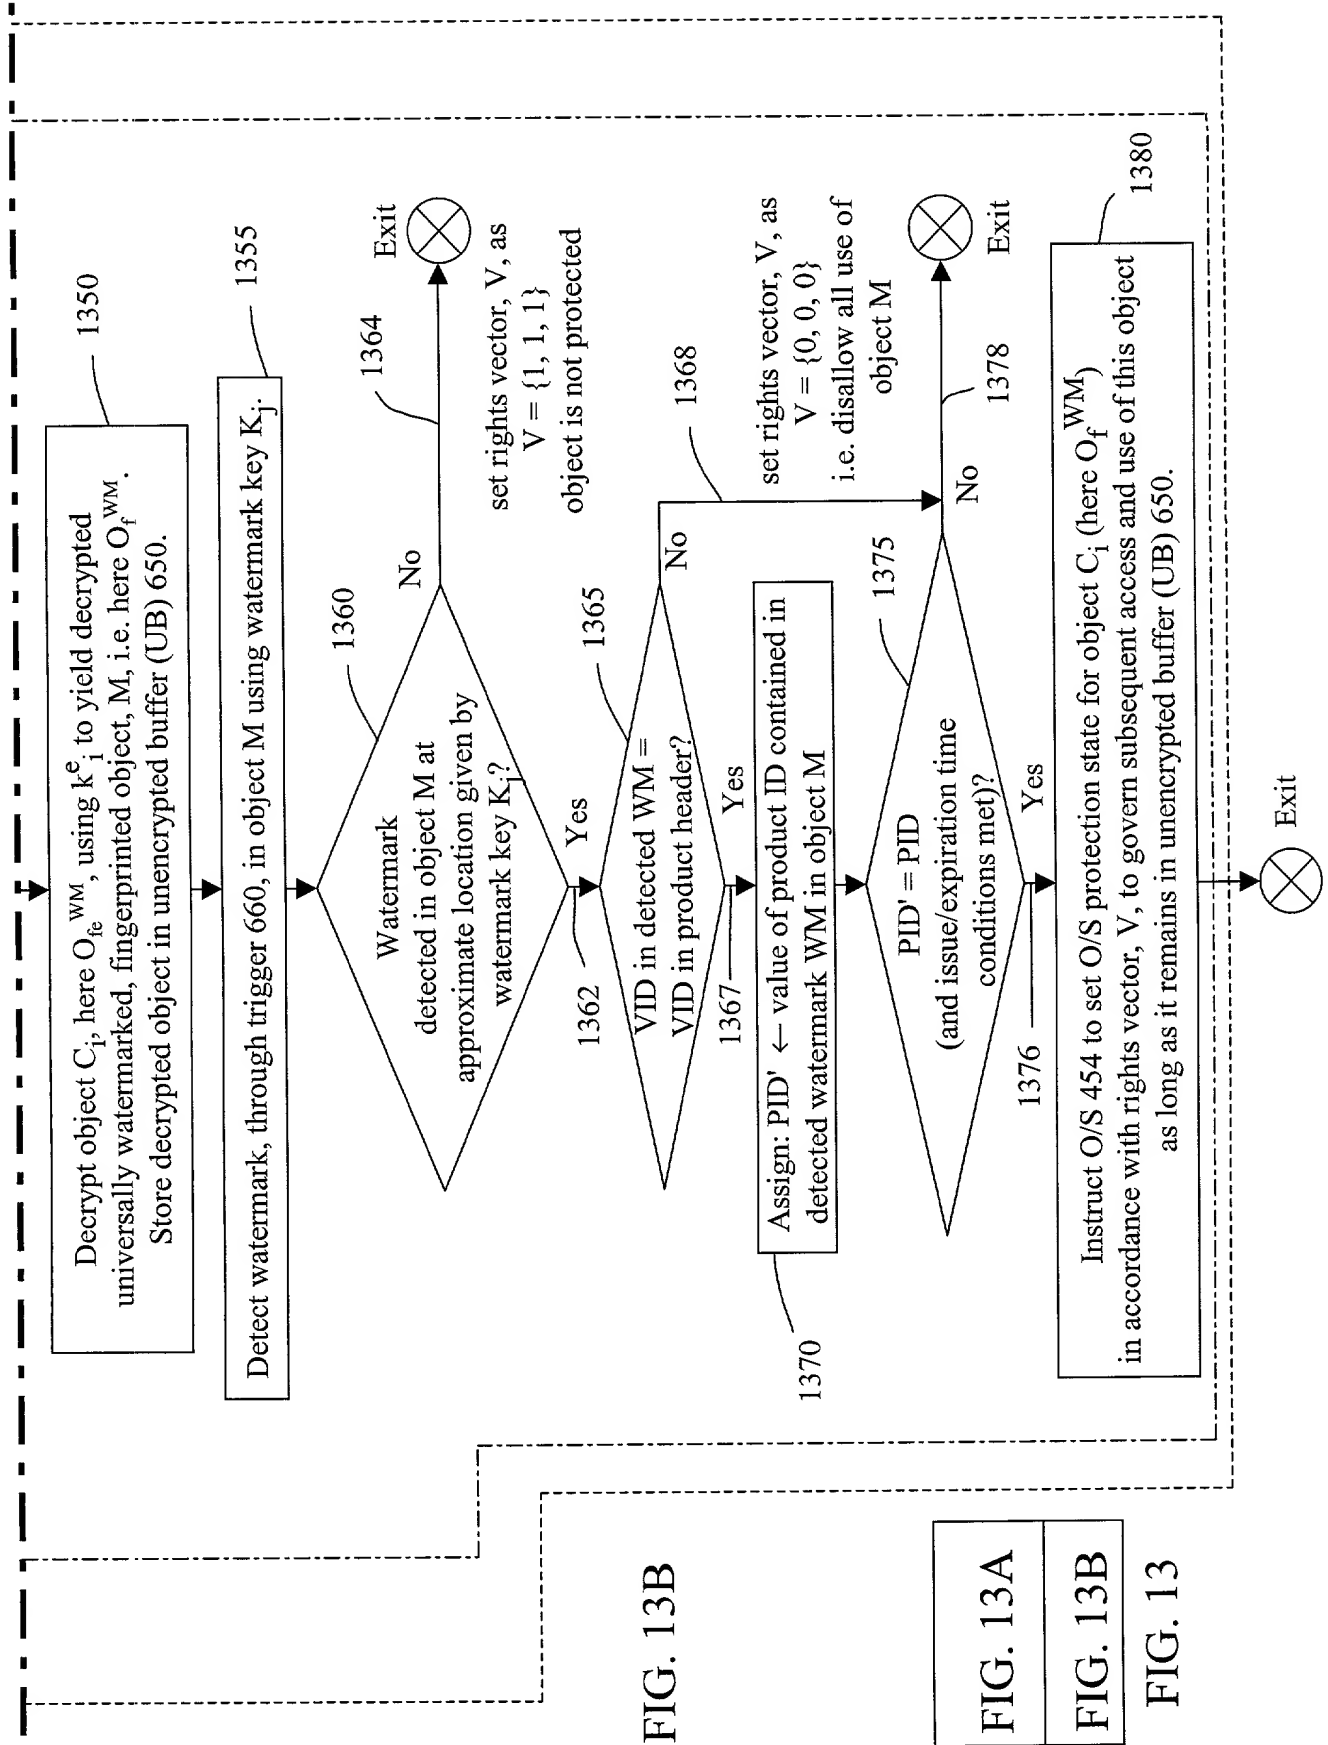 1350
Decrypt object Ci, here Ofe^WM, using k^e_i to yield decrypted
universally watermarked, fingerprinted object, M, i.e. here Of^WM.
Store decrypted object in unencrypted buffer (UB) 650.
1355
Detect watermark, through trigger 660, in object M using watermark key Kj.
1360
Watermark
detected in object M at
approximate location given by
watermark key Kj?
No
1364
Exit
set rights vector, V, as
V = {1, 1, 1}
object is not protected
Yes
1362
1365
VID in detected WM =
VID in product header?
No
1368
Yes
1367
1370
Assign: PID' ← value of product ID contained in
detected watermark WM in object M
set rights vector, V, as
V = {0, 0, 0}
i.e. disallow all use of
object M
1375
PID' = PID
(and issue/expiration time
conditions met)?
No
1378
Exit
Yes
1376
1380
Instruct O/S 454 to set O/S protection state for object Ci (here Of^WM)
in accordance with rights vector, V, to govern subsequent access and use of this object
as long as it remains in unencrypted buffer (UB) 650.
Exit
FIG. 13B
FIG. 13A
FIG. 13B
FIG. 13